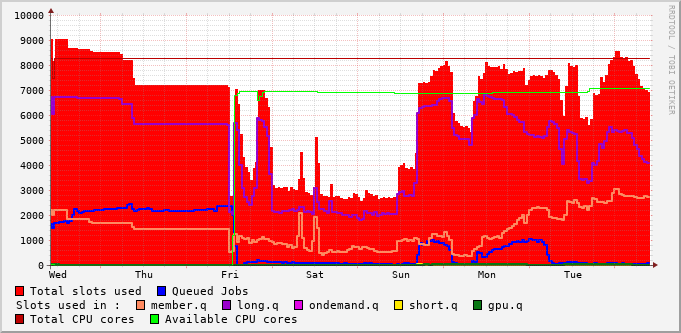 10000
9000
8000
7000
6000
5000
4000
3000
2000
1000
0
Wed Thu Fri Sat Sun Mon Tue
RRDTOOL / TOBI OETIKER
Total slots used Queued Jobs
Slots used in : member.q long.q ondemand.q short.q gpu.q
Total CPU cores Available CPU cores